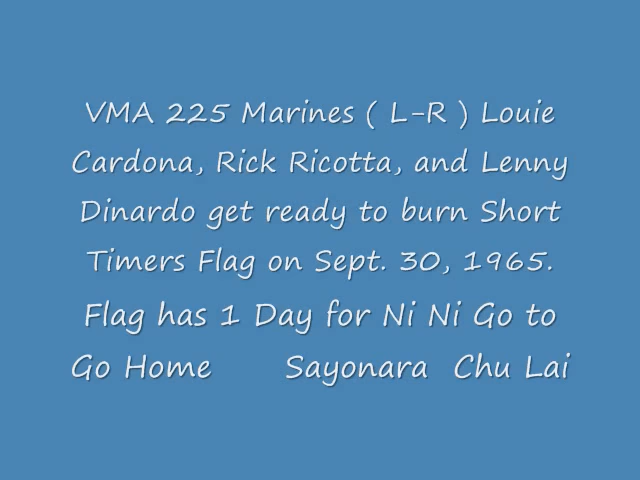 VMA 225 Marines ( L-R ) Louie
Cardona, Rick Ricotta, and Lenny
Dinardo get ready to burn Short
Timers Flag on Sept. 30, 1965.
Flag has 1 Day for Ni Ni Go to
Go Home Sayonara Chu Lai